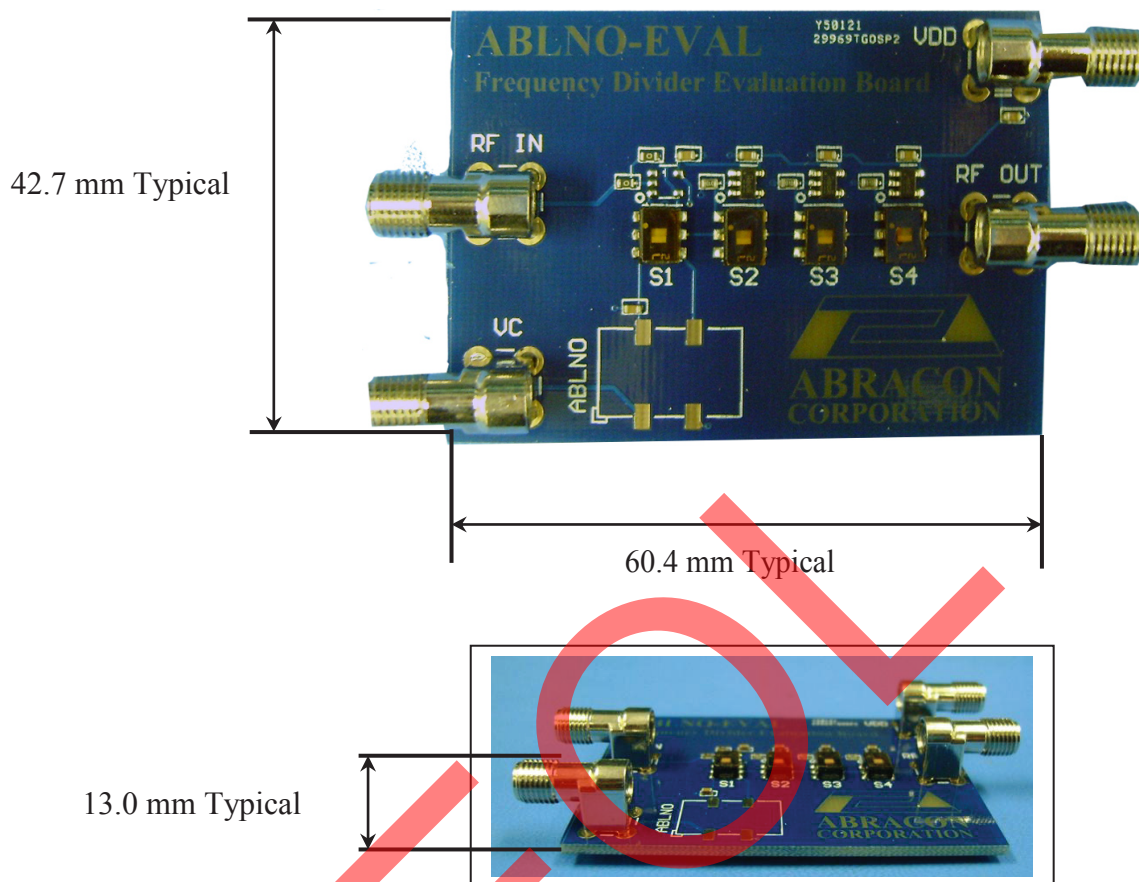 42.7 mm Typical
ABLNO-EVAL
Y50121
29969TGDSP2
VDD
Frequency Divider Evaluation Board
RF IN
RF OUT
S1
S2
S3
S4
VC
ABLNO
ABRACON
CORPORATION
60.4 mm Typical
13.0 mm Typical
VDD
S1
S2
S3
S4
ABLNO
ABRACON
CORPORATION